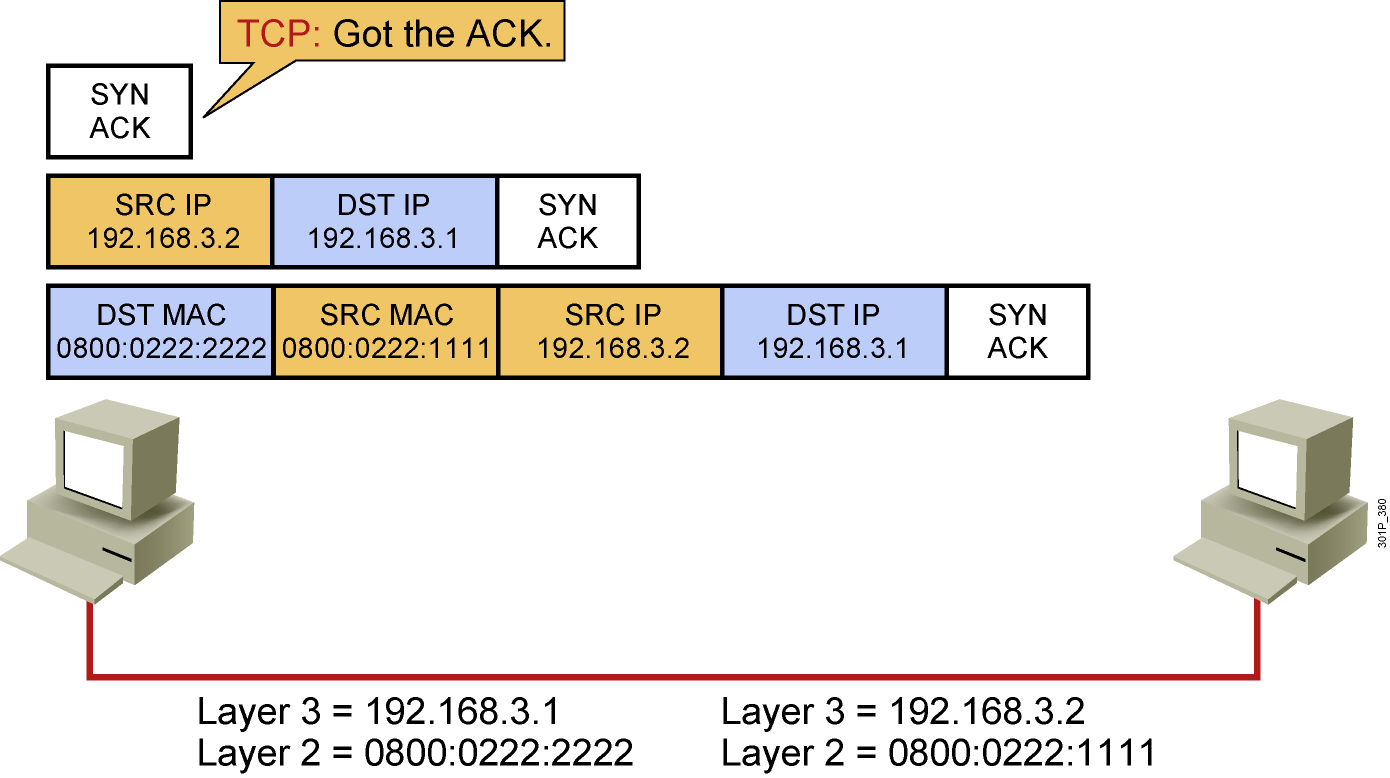 TCP: Got the ACK.
SYN
ACK
SRC IP
192.168.3.2
DST IP
192.168.3.1
SYN
ACK
DST MAC
0800:0222:2222
SRC MAC
0800:0222:1111
SRC IP
192.168.3.2
DST IP
192.168.3.1
SYN
ACK
301P_380
Layer 3 = 192.168.3.1
Layer 2 = 0800:0222:2222
Layer 3 = 192.168.3.2
Layer 2 = 0800:0222:1111